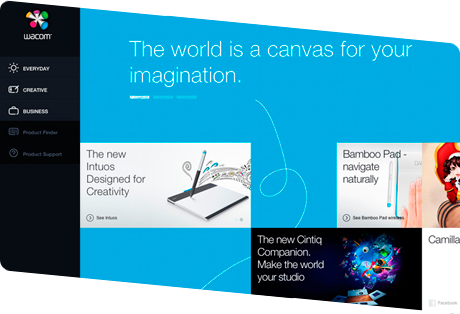 wacom
EVERYDAY
CREATIVE
BUSINESS
Product Finder
Product Support
The world is a canvas for your
imagination.
The new
Intuos
Designed for
Creativity
See Intuos
Bamboo Pad -
navigate
naturally
See Bamboo Pad wireless
The new Cintiq
Companion.
Make the world
your studio
Camilla
Facebook